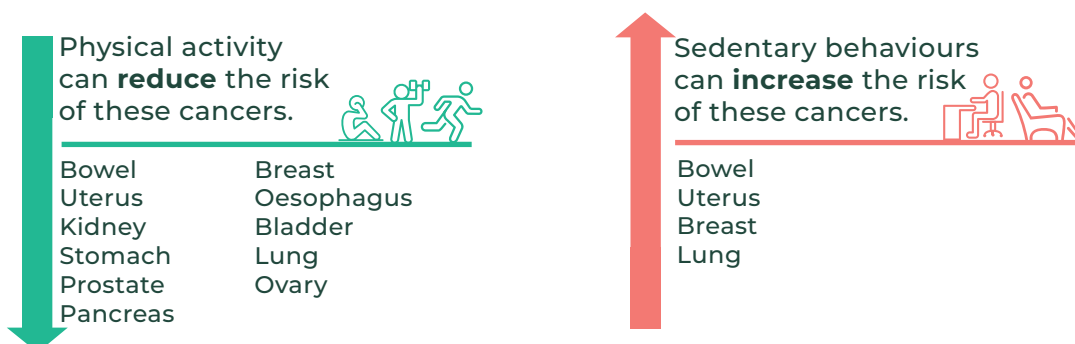 Physical activity
can reduce the risk
of these cancers.
Bowel
Uterus
Kidney
Stomach
Prostate
Pancreas
Breast
Oesophagus
Bladder
Lung
Ovary
Sedentary behaviours
can increase the risk
of these cancers.
Bowel
Uterus
Breast
Lung